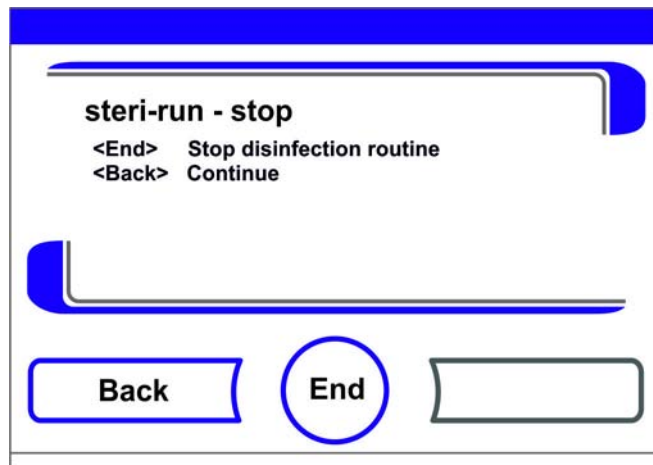 steri-run - stop
<End> Stop disinfection routine
<Back> Continue
Back
End